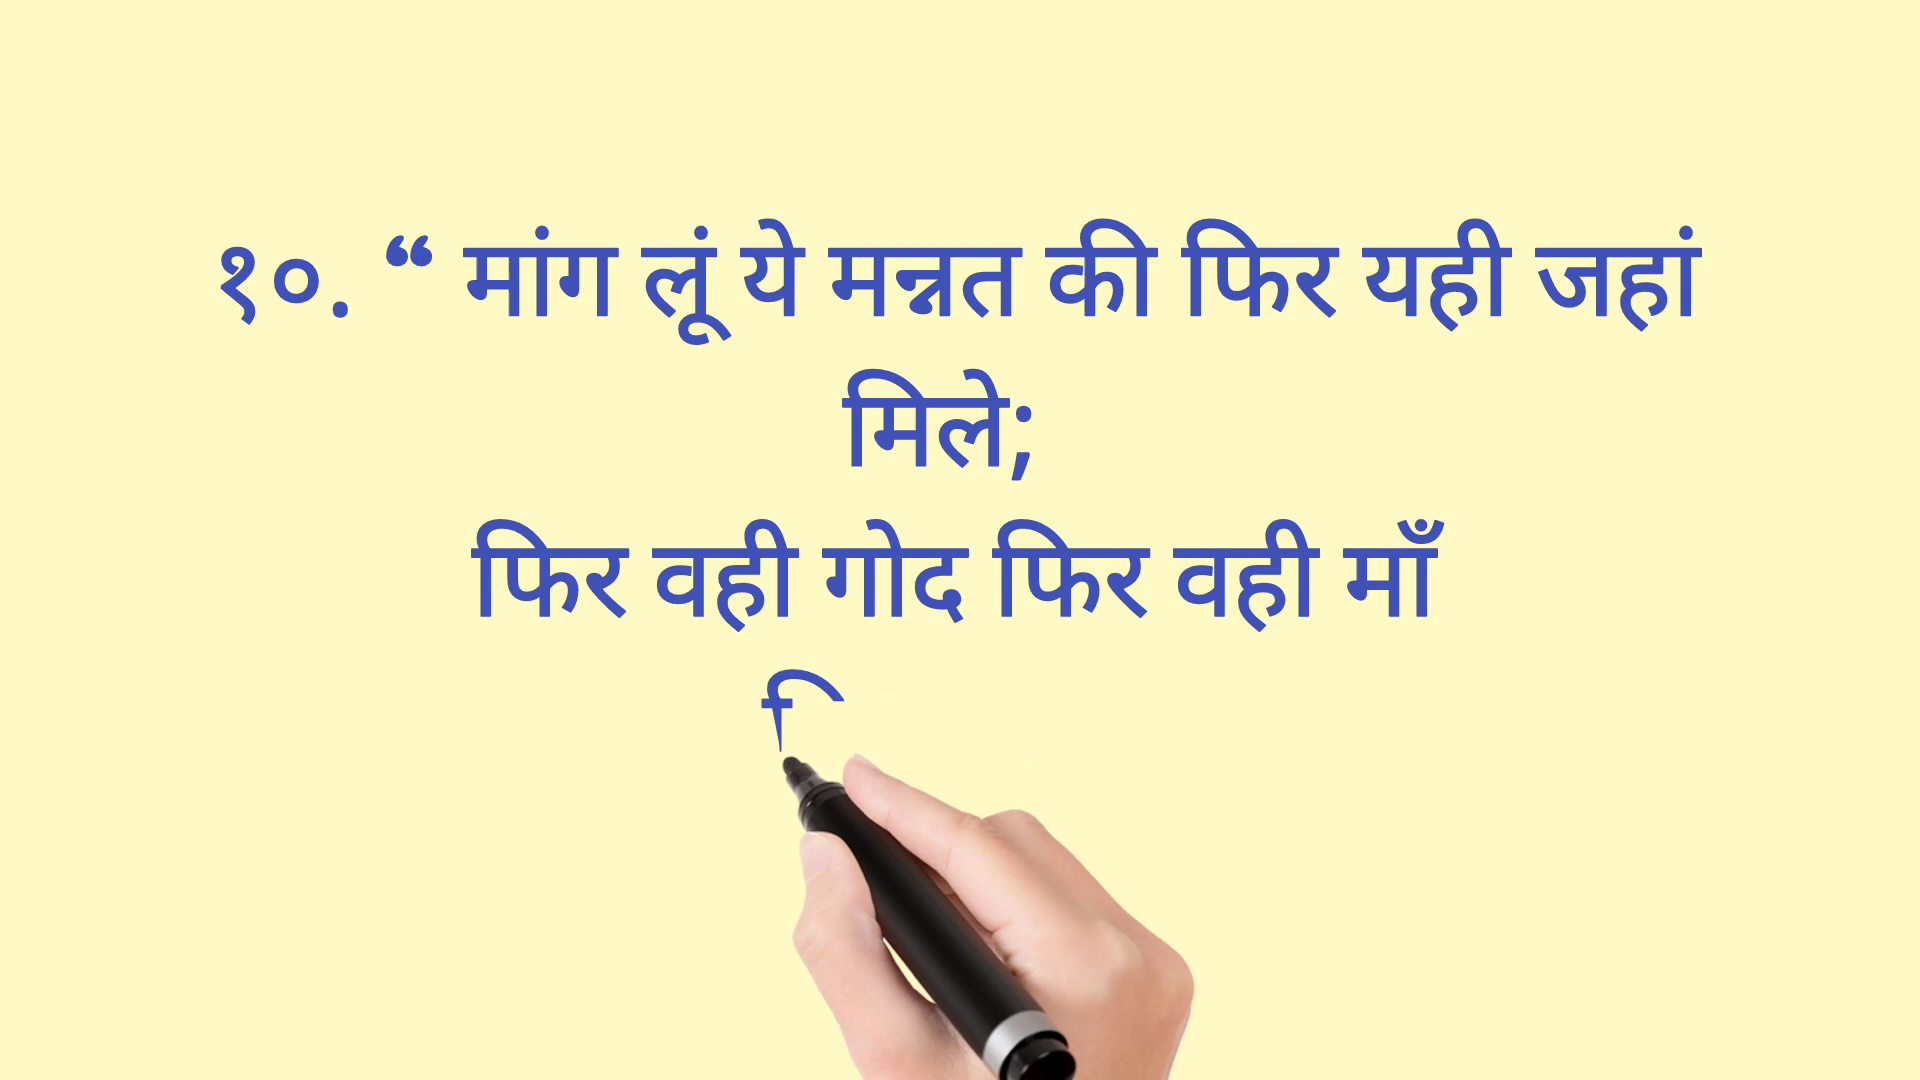 १०. “ मांग लूं ये मन्नत की फिर यही जहां
मिले;
फिर वही गोद फिर वही माँ